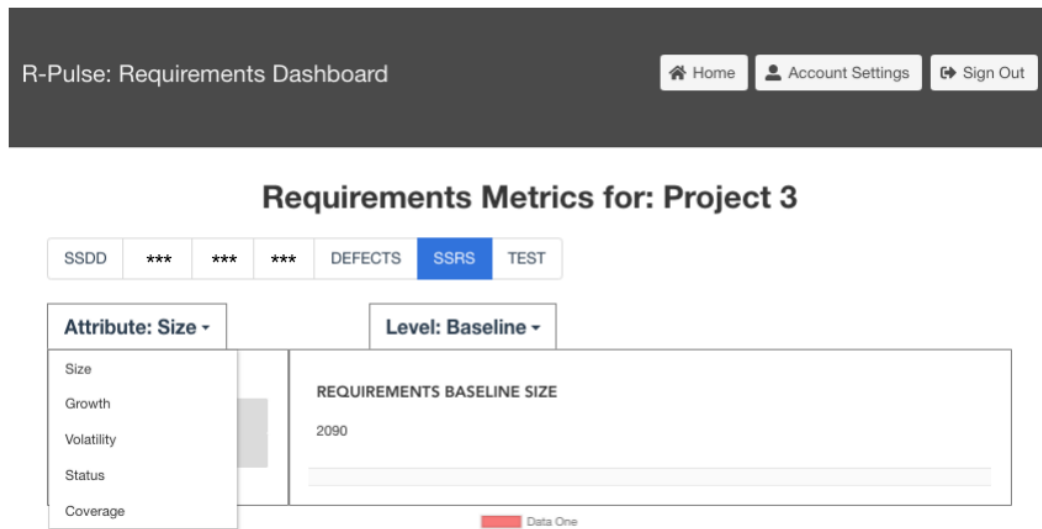 R-Pulse: Requirements Dashboard
Home
Account Settings
Sign Out
Requirements Metrics for: Project 3
SSDD *** *** *** DEFECTS SSRS TEST
Attribute: Size
Level: Baseline
Size
Growth
Volatility
Status
Coverage
REQUIREMENTS BASELINE SIZE
2090
Data One